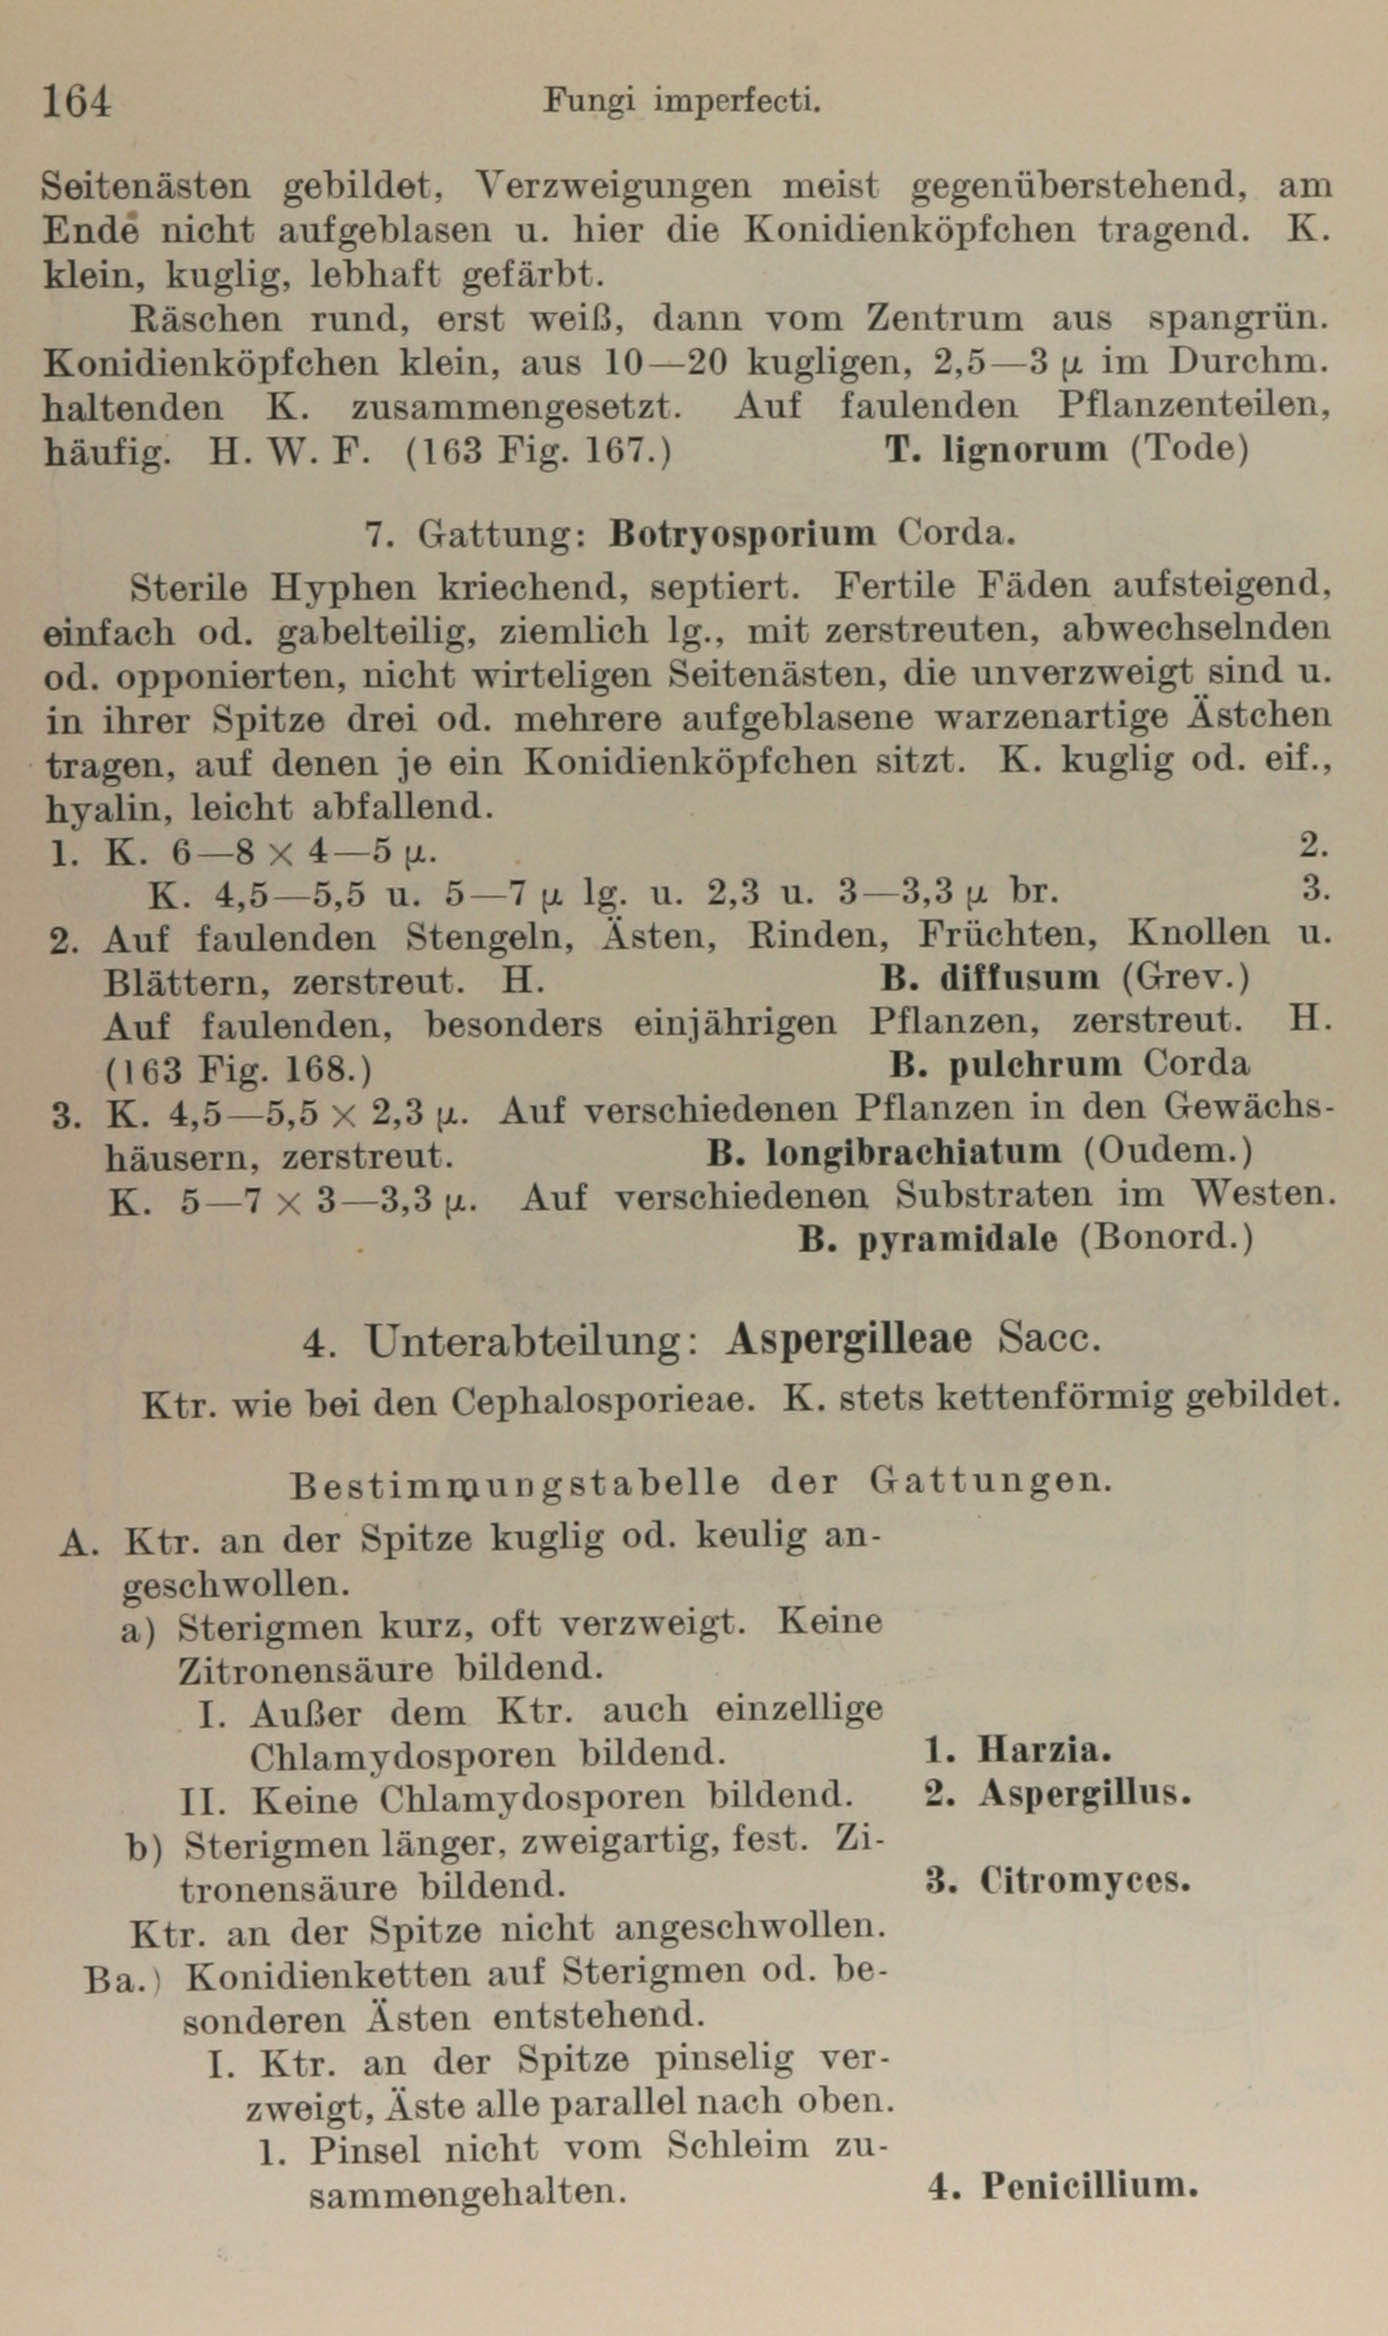 164 Fungi imperfecti.
Seitenästen gebildet, Verzweigungen meist gegenüberstehend, am
Ende nicht aufgeblasen u. hier die Konidienköpfchen tragend. K.
klein, kuglig, lebhaft gefärbt.
Räschen rund, erst weiß, dann vom Zentrum aus spangrün.
Konidienköpfchen klein, aus 10—20 kugligen, 2,5—3 µ im Durchm.
haltenden K. zusammengesetzt. Auf faulenden Pflanzenteilen,
häufig. H. W. F. (163 Fig. 167.) T. lignorum (Tode)
7. Gattung: Botryosporium Corda.
Sterile Hyphen kriechend, septiert. Fertile Fäden aufsteigend,
einfach od. gabelteilig, ziemlich lg., mit zerstreuten, abwechselnden
od. opponierten, nicht wirteligen Seitenästen, die unverzweigt sind u.
in ihrer Spitze drei od. mehrere aufgeblasene warzenartige Ästchen
tragen, auf denen je ein Konidienköpfchen sitzt. K. kuglig od. eif.,
hyalin, leicht abfallend.
1. K. 6—8 × 4—5 µ. 2.
K. 4,5—5,5 u. 5—7 µ lg. u. 2,3 u. 3—3,3 µ br. 3.
2. Auf faulenden Stengeln, Ästen, Rinden, Früchten, Knollen u.
Blättern, zerstreut. H. B. diffusum (Grev.)
Auf faulenden, besonders einjährigen Pflanzen, zerstreut. H.
(163 Fig. 168.) B. pulchrum Corda
3. K. 4,5—5,5 × 2,3 µ. Auf verschiedenen Pflanzen in den Gewächs-
häusern, zerstreut. B. longibrachiatum (Oudem.)
K. 5—7 × 3—3,3 µ. Auf verschiedenen Substraten im Westen.
B. pyramidale (Bonord.)
4. Unterabteilung: Aspergilleae Sacc.
Ktr. wie bei den Cephalosporieae. K. stets kettenförmig gebildet.
Bestimmungstabelle der Gattungen.
A. Ktr. an der Spitze kuglig od. keulig an-
geschwollen.
a) Sterigmen kurz, oft verzweigt. Keine
Zitronensäure bildend.
I. Außer dem Ktr. auch einzellige
Chlamydosporen bildend. 1. Harzia.
II. Keine Chlamydosporen bildend. 2. Aspergillus.
b) Sterigmen länger, zweigartig, fest. Zi-
tronensäure bildend. 3. Citromyces.
Ktr. an der Spitze nicht angeschwollen.
Ba.) Konidienketten auf Sterigmen od. be-
sonderen Ästen entstehend.
I. Ktr. an der Spitze pinselig ver-
zweigt, Äste alle parallel nach oben.
1. Pinsel nicht vom Schleim zu-
sammengehalten. 4. Penicillium.